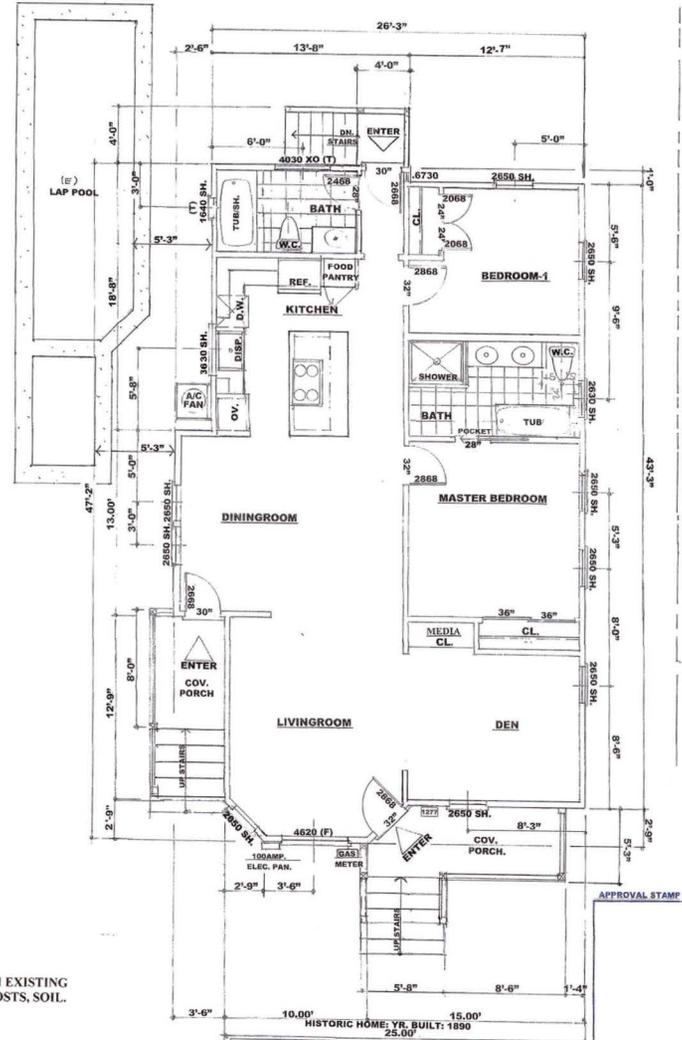 26'-3"
2'-6"
13'-8"
12'-7"
4'-0"
4'-0"
6'-0"
DN. STAIRS
ENTER
5'-0"
(E)
LAP POOL
3'-0"
4030 XO (T)
30"
.6730
2650 SH.
1'-0"
(T)
1640 SH.
TUB/SH.
2466
28"
2668
BATH
W.C.
CL.
2068
24"
24"
2068
5'-6"
2650 SH.
5'-3"
18'-8"
REF.
FOOD
PANTRY
2868
32"
BEDROOM-1
9'-6"
KITCHEN
D.W.
3630 SH.
DISP.
5'-8"
SHOWER
W.C.
A/C
FAN
OV.
BATH
TUB
2630 SH.
POCKET
28"
5'-3"
5'-0"
32"
2868
43'-3"
47'-2"
13.00'
MASTER BEDROOM
2650 SH.
3'-0"
2650 SH.
2650 SH.
DININGROOM
5'-3"
2650 SH.
2668
30"
36"
36"
MEDIA
CL.
CL.
8'-0"
ENTER
COV.
PORCH
8'-0"
12'-9"
2650 SH.
LIVINGROOM
DEN
UP STAIRS
8'-6"
2868
32"
2'-9"
2650 SH.
4620 (F)
1277
2650 SH.
8'-3"
2'-9"
5'-3"
100AMP.
ELEC. PAN.
GAS
METER
ENTER
COV.
PORCH.
2'-9"
3'-6"
APPROVAL STAMP
UP STAIRS
EXISTING
OSTS, SOIL.
5'-8"
8'-6"
1'-4"
3'-6"
10.00'
15.00'
HISTORIC HOME: YR. BUILT: 1890
25.00'